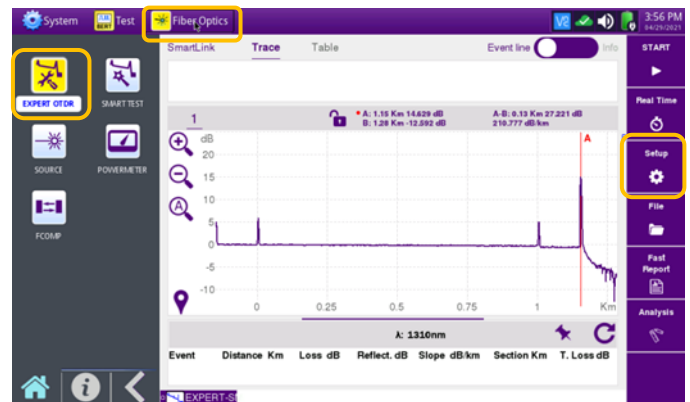 System Test Fiber Optics V2 3:56 PM
04/29/2021
SmartLink Trace Table Event line Info START
EXPERT OTDR SMART TEST
1 A: 1.15 Km 14.629 dB A-B: 0.13 Km 27.221 dB Real Time
B: 1.28 Km -12.592 dB 210.777 dB/km
dB A
20
Setup
15
SOURCE POWERMETER
10
File
5
FCOMP
0
-5
Fast
Report
-10
0 0.25 0.5 0.75 1 Km
Analysis
λ: 1310nm
Event Distance Km Loss dB Reflect. dB Slope dB/km Section Km T. Loss dB